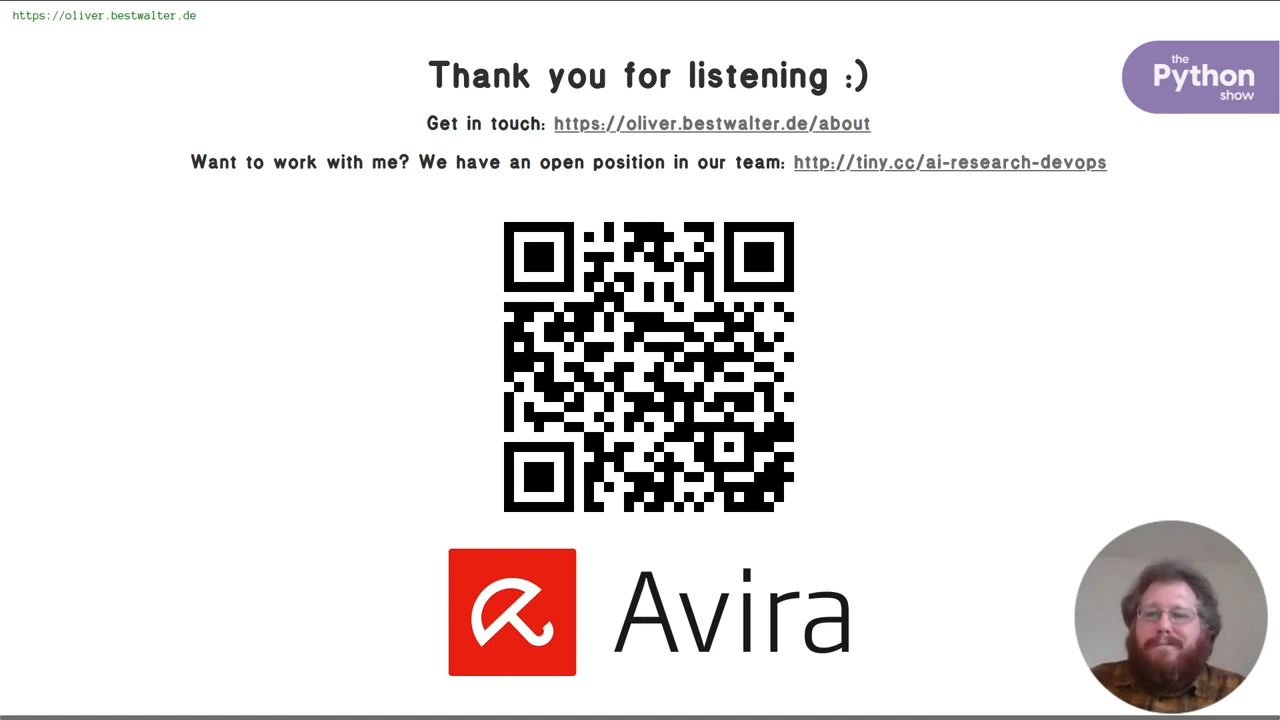 https://oliver.bestwalter.de
Thank you for listening :)
the
Python
show
Get in touch: https://oliver.bestwalter.de/about
Want to work with me? We have an open position in our team: http://tiny.cc/ai-research-devops
Avira